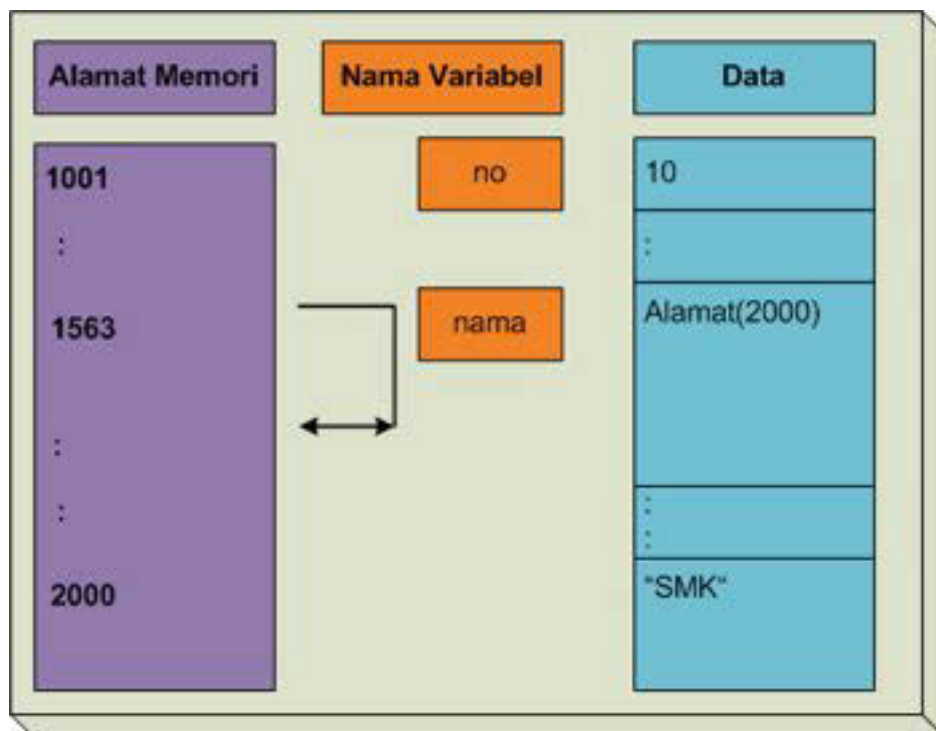 Alamat Memori Nama Variabel Data
1001 no 10
: :
1563 nama Alamat(2000)
: :
: :
2000 "SMK"